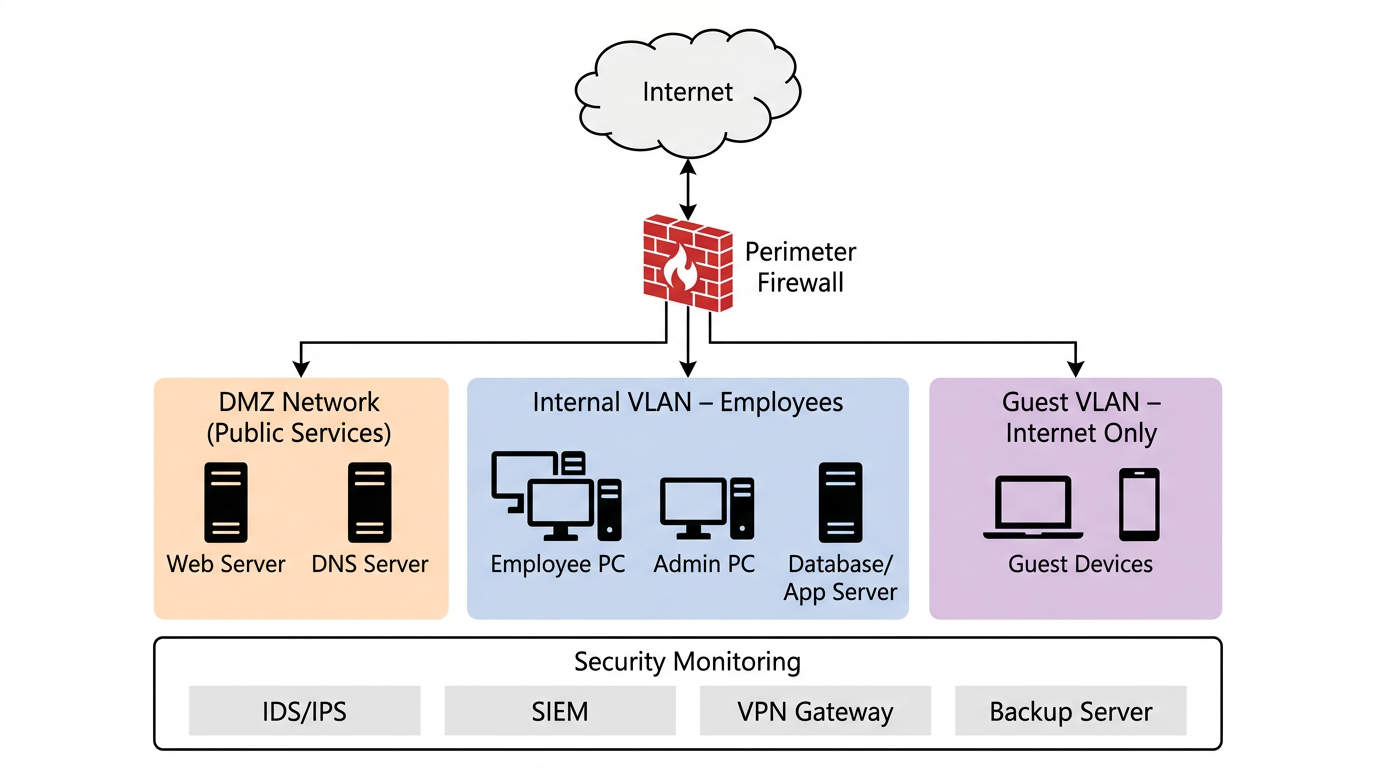 Internet
Perimeter
Firewall
DMZ Network
(Public Services)
Web Server
DNS Server
Internal VLAN – Employees
Employee PC
Admin PC
Database/
App Server
Guest VLAN –
Internet Only
Guest Devices
Security Monitoring
IDS/IPS
SIEM
VPN Gateway
Backup Server